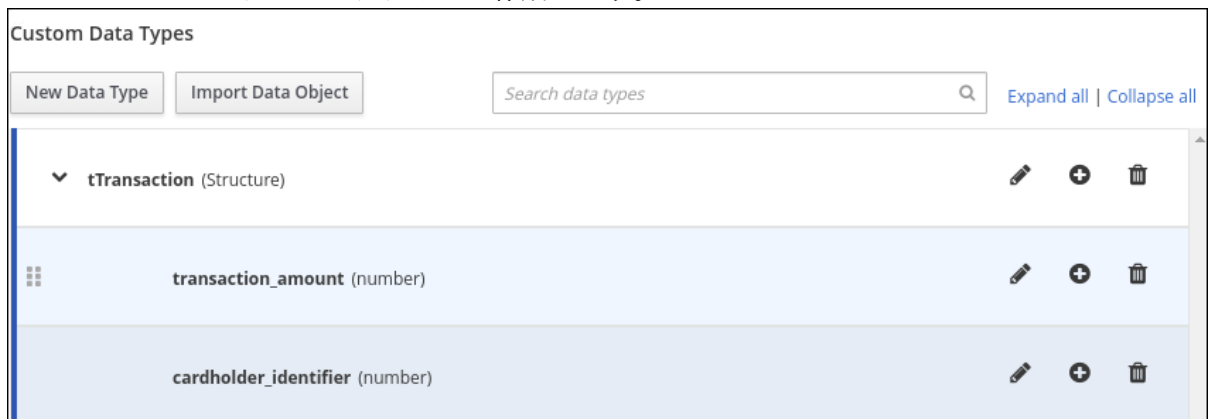 Custom Data Types
New Data Type Import Data Object Search data types Expand all | Collapse all
tTransaction (Structure)
transaction_amount (number)
cardholder_identifier (number)